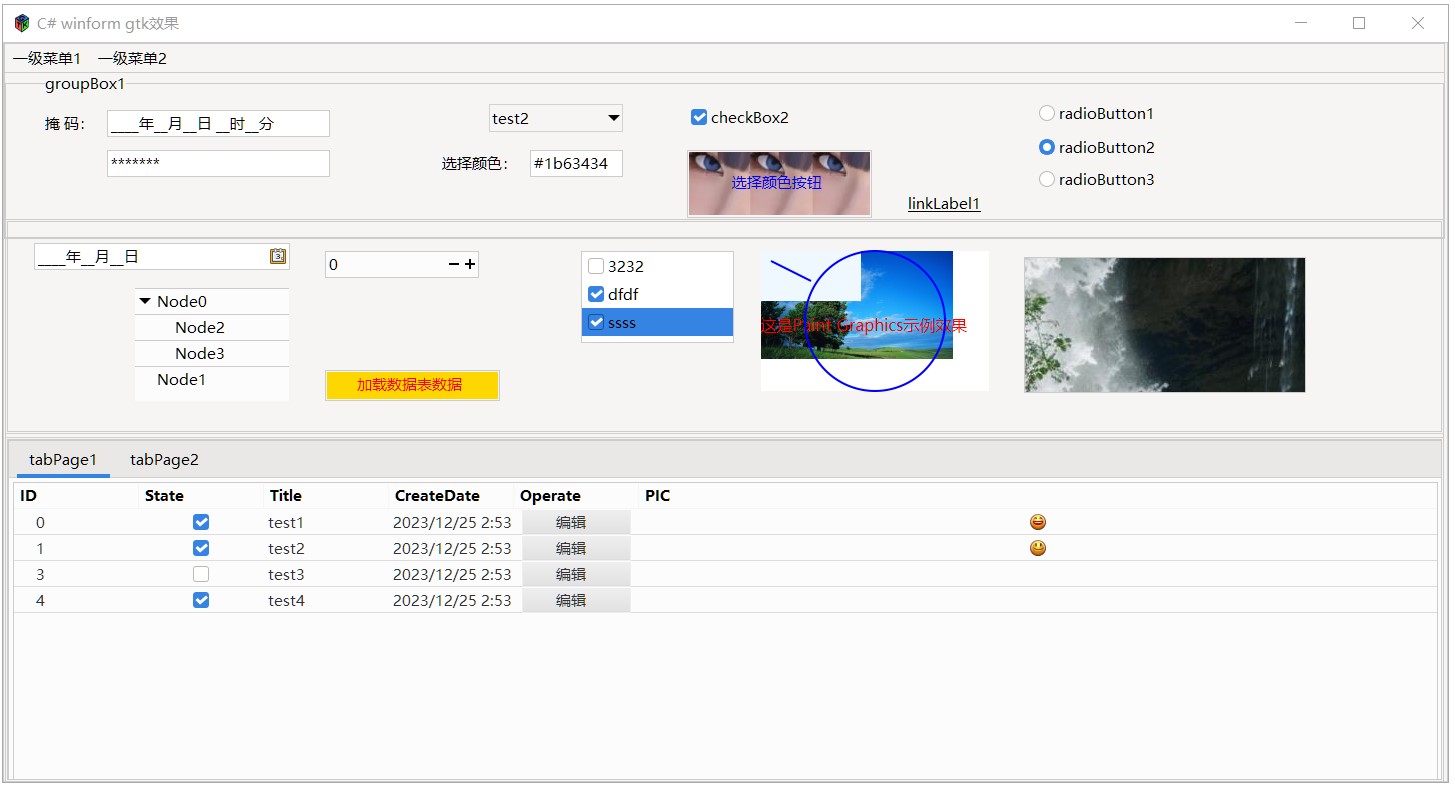 C# winform gtk效果
一级菜单1 一级菜单2
groupBox1
掩 码： ____年__月__日 __时__分
test2
checkBox2
radioButton1
*******
选择颜色： #1b63434
选择颜色按钮
radioButton2
radioButton3
linkLabel1
____年__月__日
0
3232
dfdf
ssss
Node0
Node2
Node3
Node1
加载数据表数据
这是Paint Graphics示例效果
tabPage1 tabPage2
ID State Title CreateDate Operate PIC
0 test1 2023/12/25 2:53 编辑
1 test2 2023/12/25 2:53 编辑
3 test3 2023/12/25 2:53 编辑
4 test4 2023/12/25 2:53 编辑